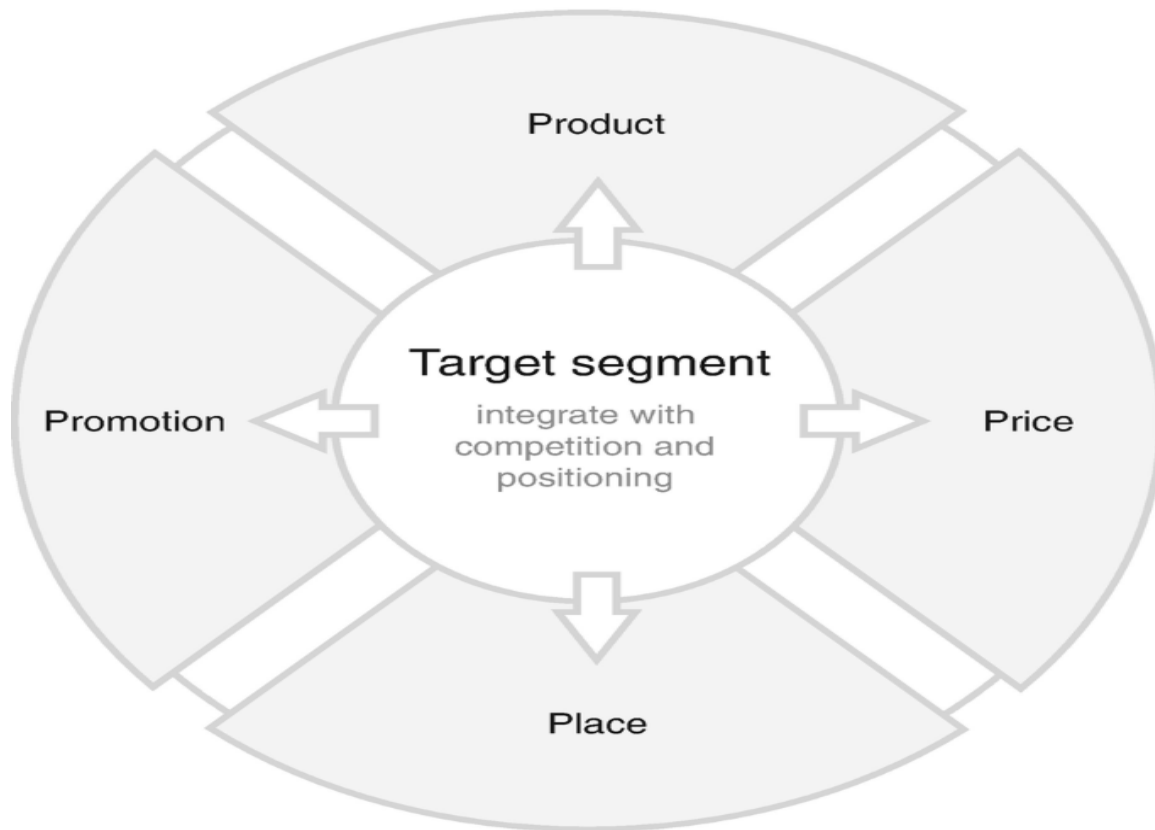 Product
Target segment
integrate with
competition and
positioning
Promotion
Price
Place